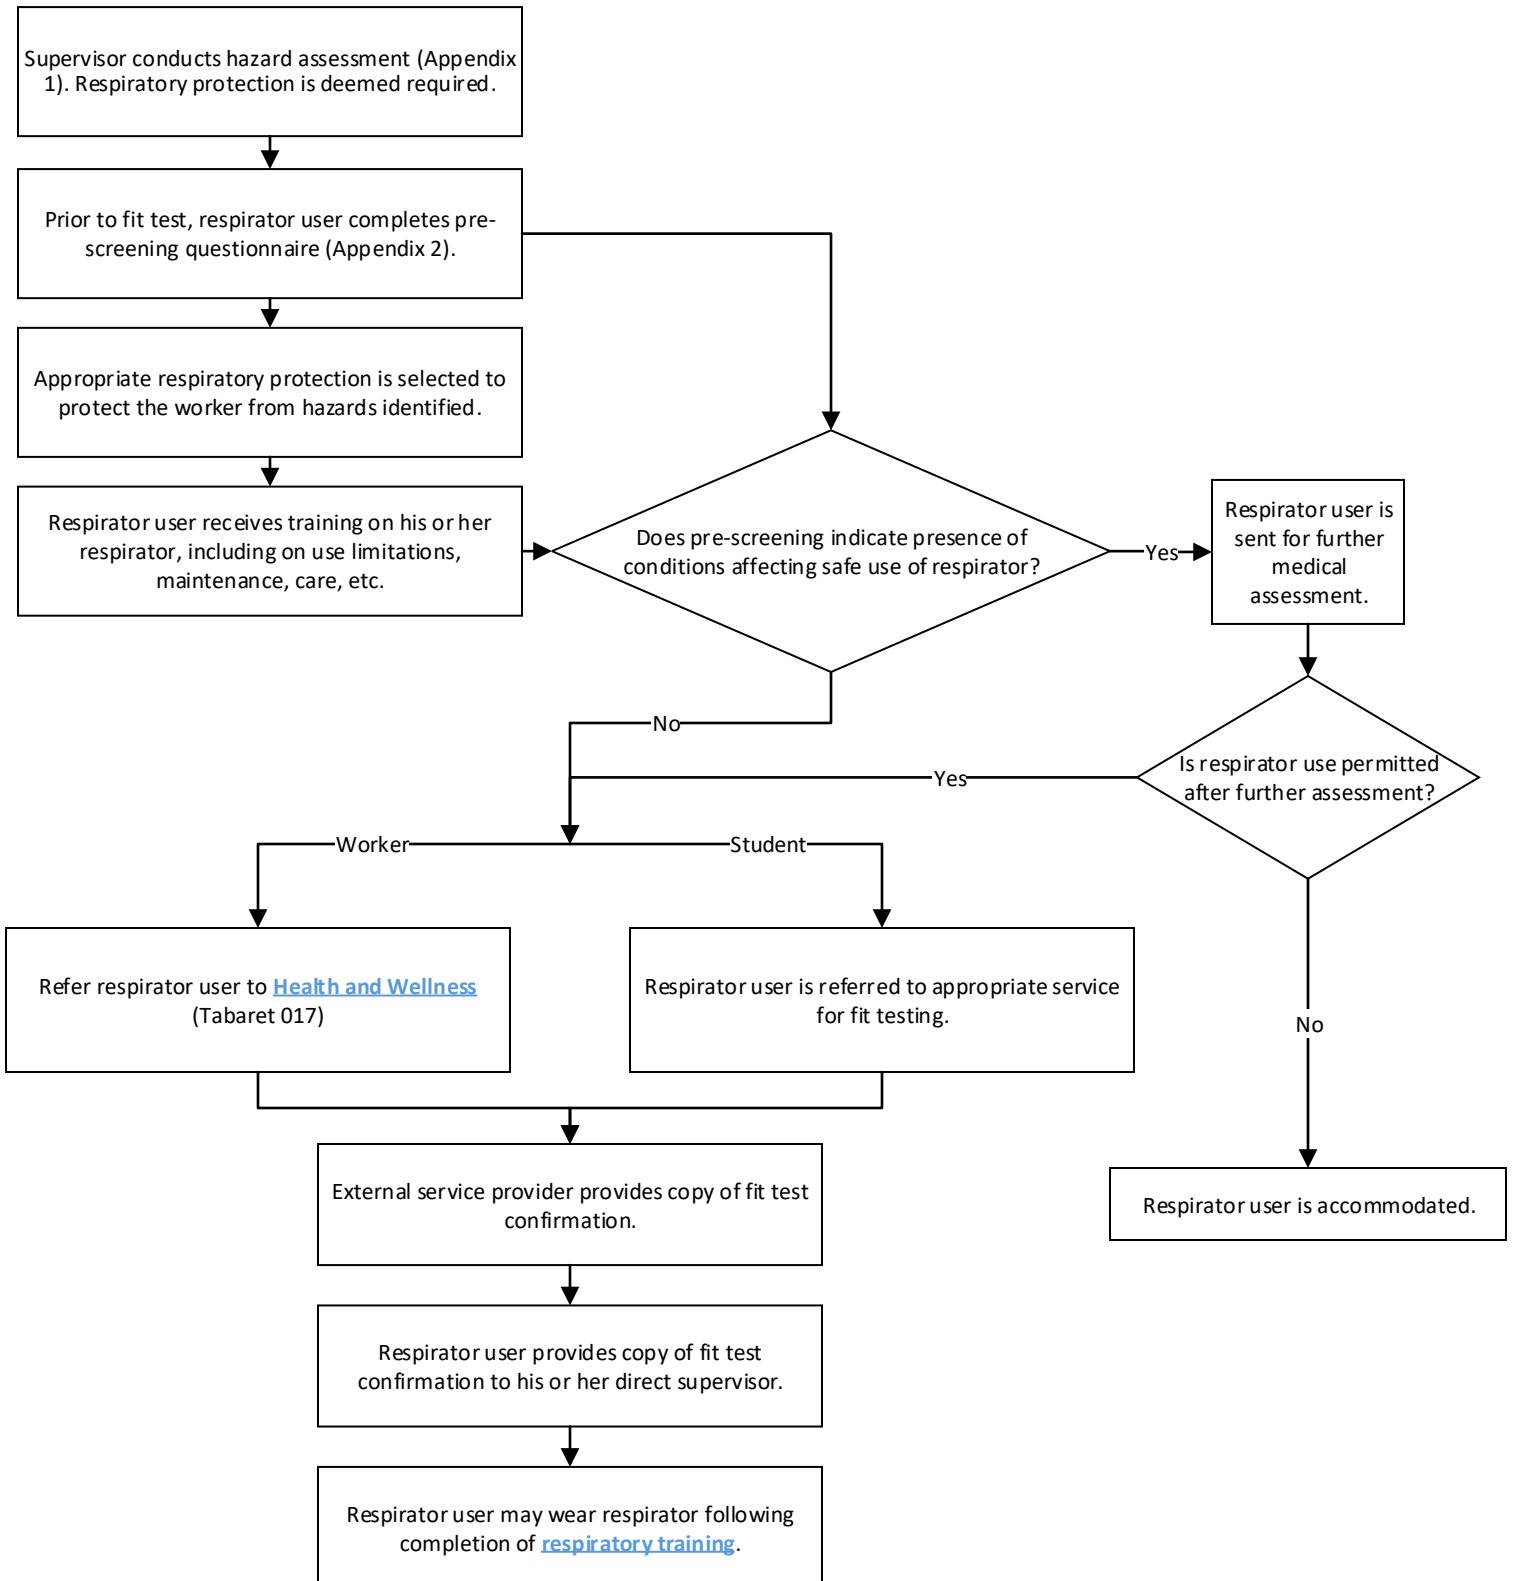 Supervisor conducts hazard assessment (Appendix
1). Respiratory protection is deemed required.
Prior to fit test, respirator user completes pre-
screening questionnaire (Appendix 2).
Appropriate respiratory protection is selected to
protect the worker from hazards identified.
Respirator user receives training on his or her
respirator, including on use limitations,
maintenance, care, etc.
Does pre-screening indicate presence of
conditions affecting safe use of respirator?
Yes
Respirator user is
sent for further
medical
assessment.
No
Is respirator use permitted
after further assessment?
Yes
Worker
Student
Refer respirator user to Health and Wellness
(Tabaret 017)
Respirator user is referred to appropriate service
for fit testing.
No
External service provider provides copy of fit test
confirmation.
Respirator user is accommodated.
Respirator user provides copy of fit test
confirmation to his or her direct supervisor.
Respirator user may wear respirator following
completion of respiratory training.